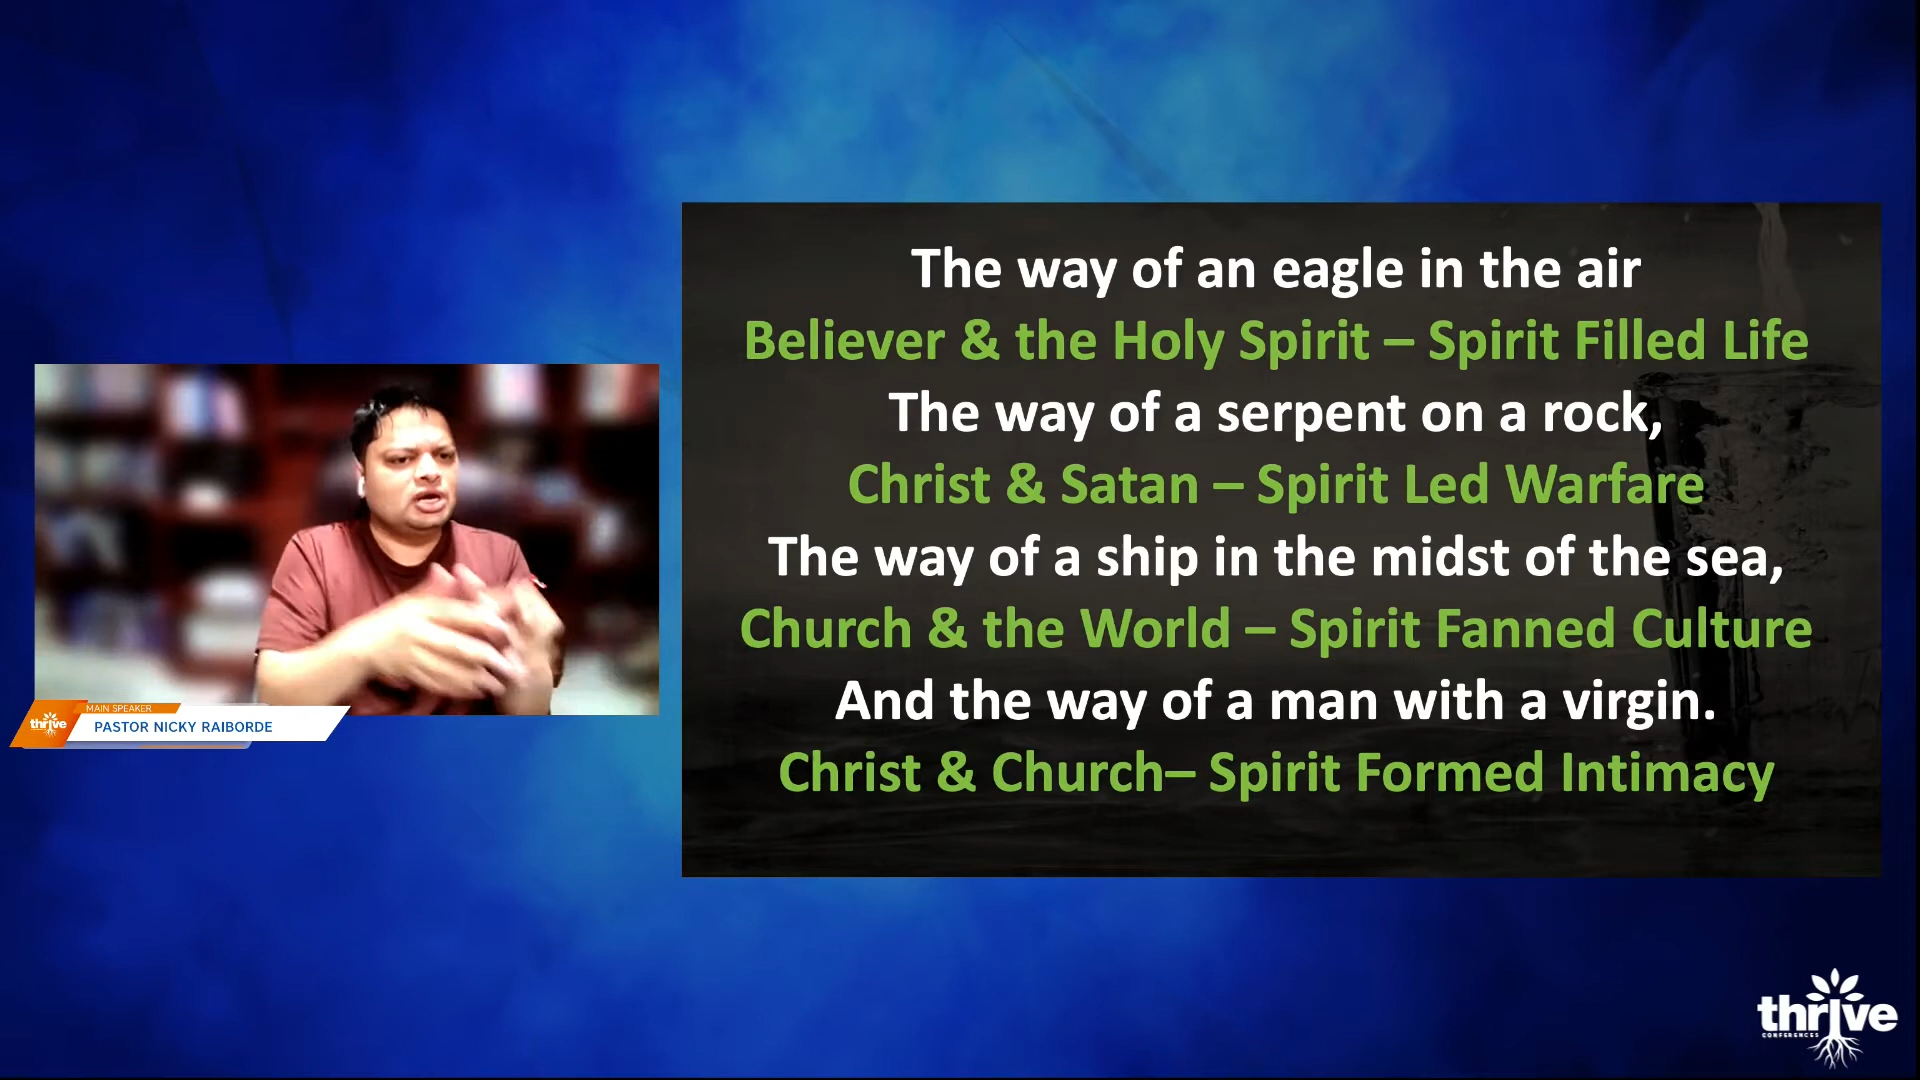 The way of an eagle in the air
Believer & the Holy Spirit – Spirit Filled Life
The way of a serpent on a rock,
Christ & Satan – Spirit Led Warfare
The way of a ship in the midst of the sea,
Church & the World – Spirit Fanned Culture
And the way of a man with a virgin.
Christ & Church– Spirit Formed Intimacy
MAIN SPEAKER
thrive
PASTOR NICKY RAIBORDE
thrive
CONFERENCES